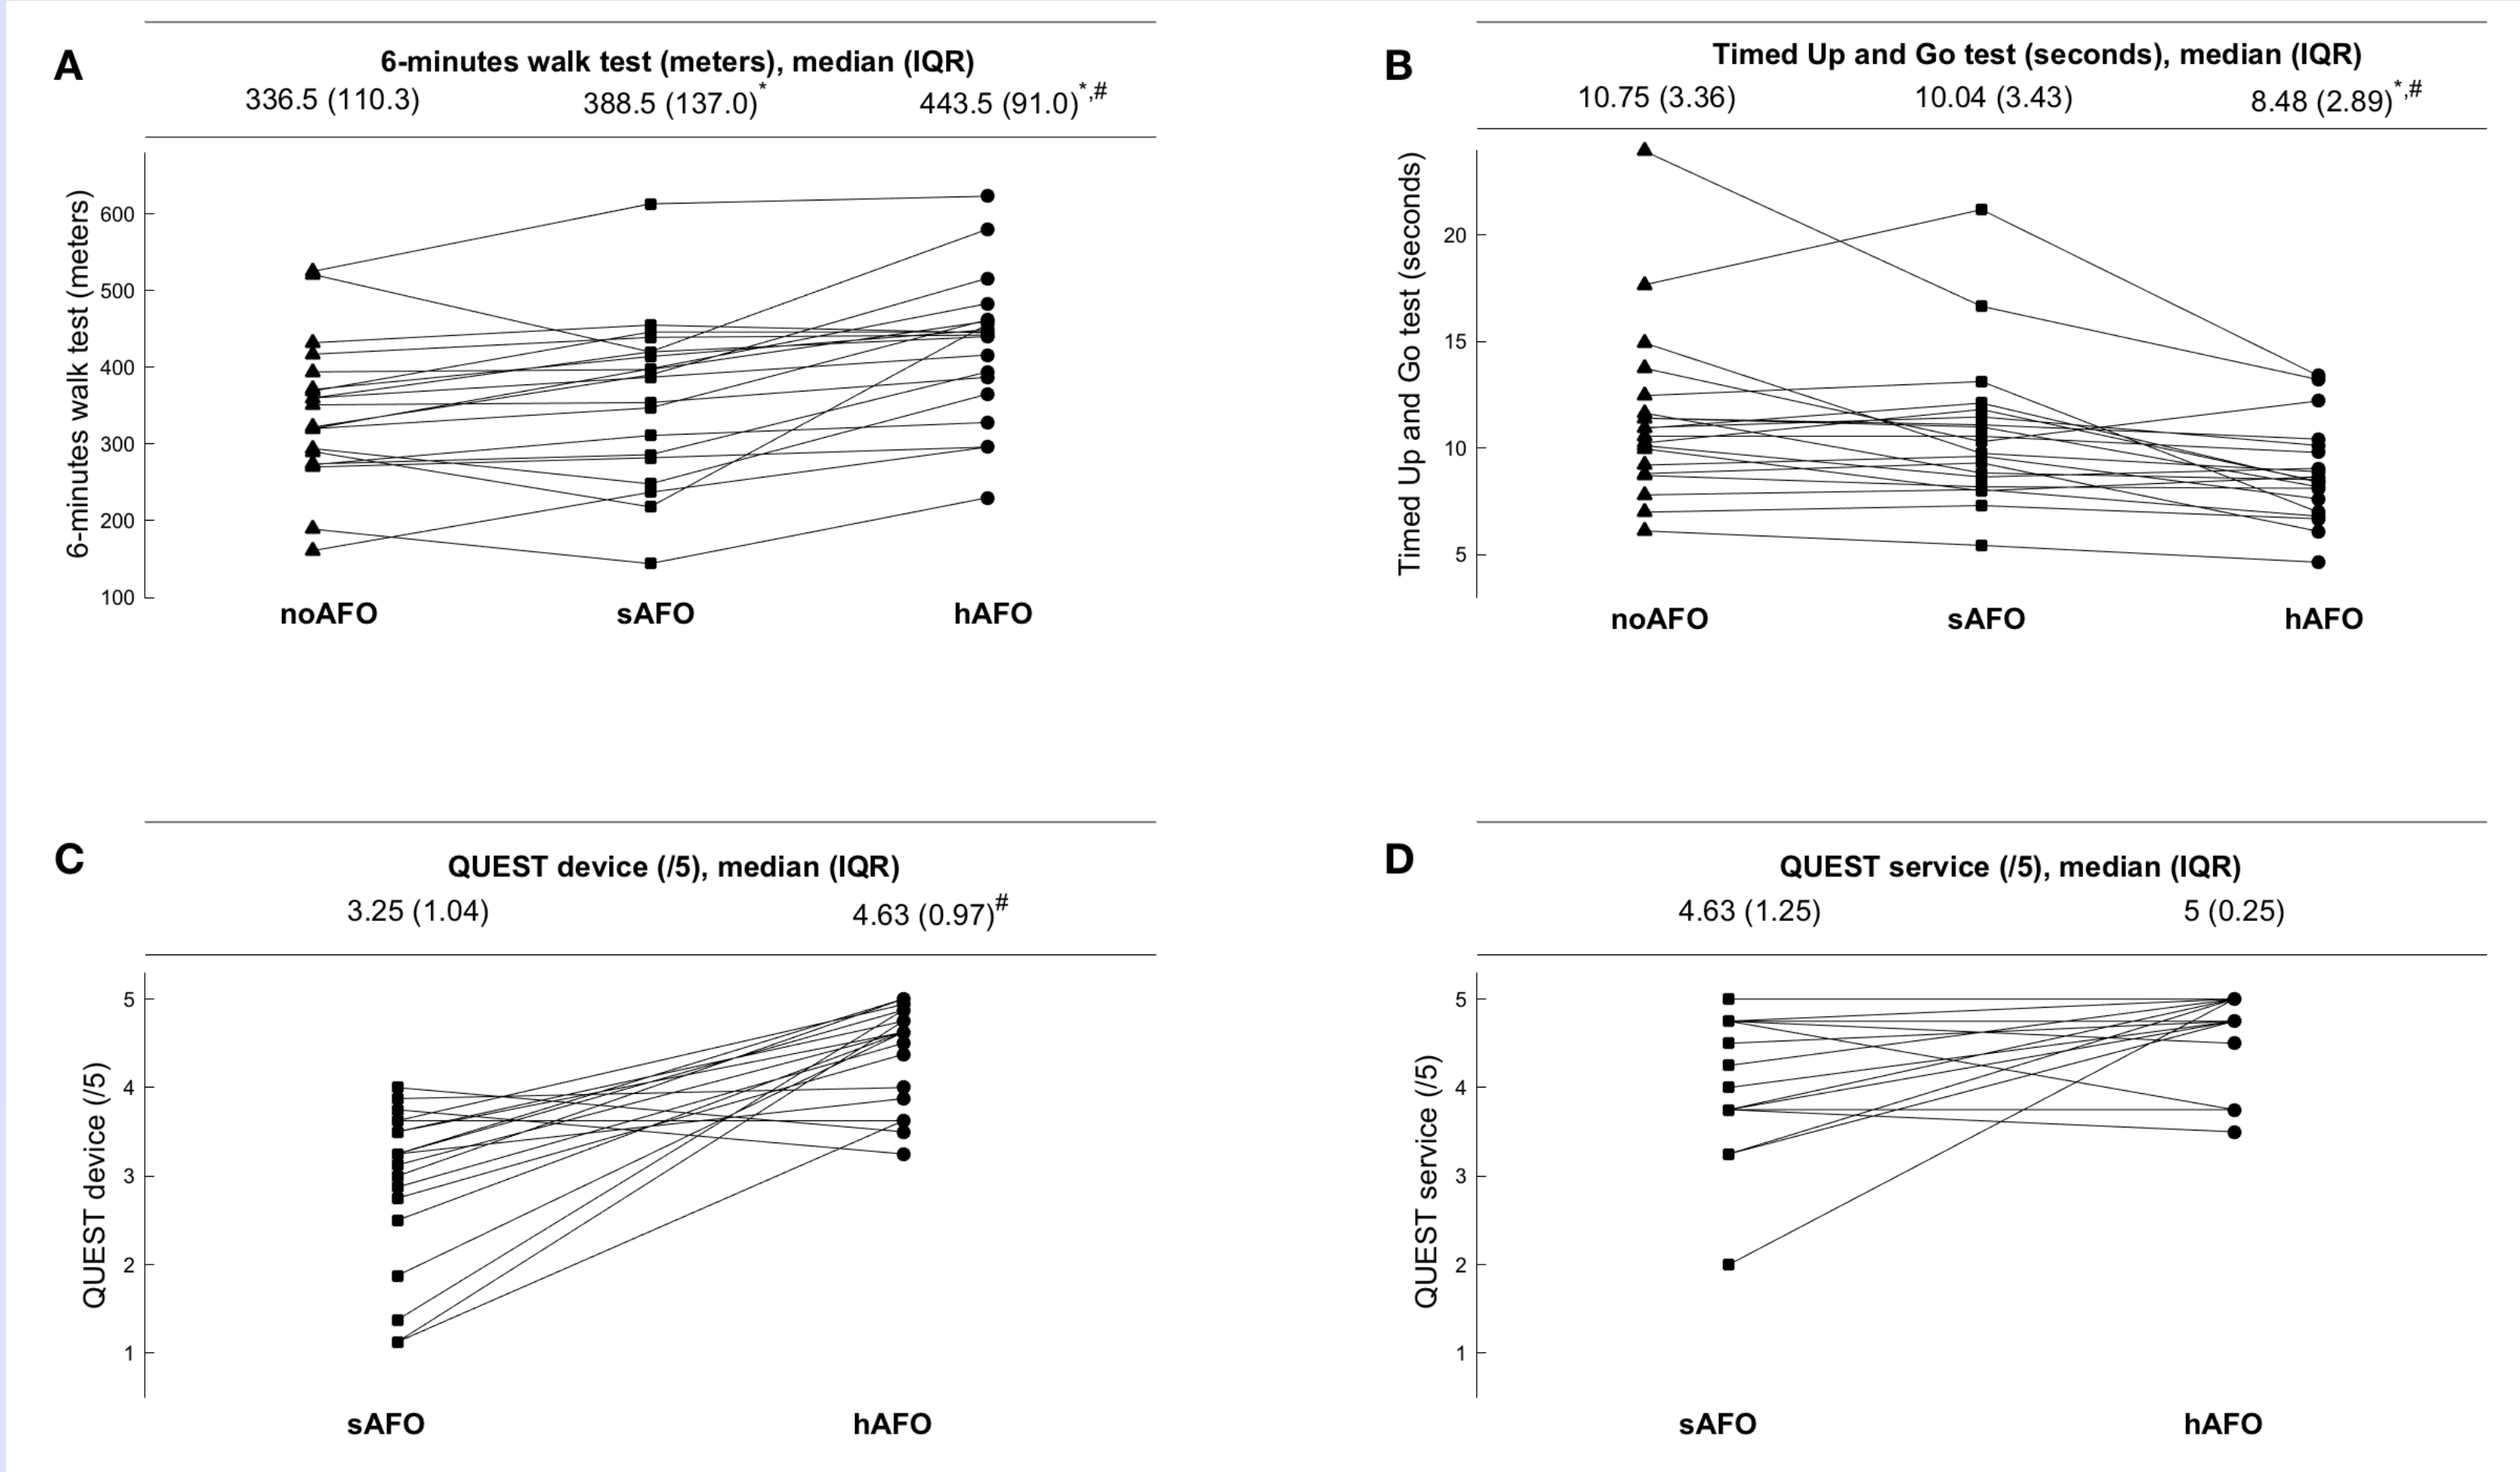 A
6-minutes walk test (meters), median (IQR)
336.5 (110.3) 388.5 (137.0)* 443.5 (91.0)*,#
6-minutes walk test (meters)
600
500
400
300
200
100
noAFO sAFO hAFO
B
Timed Up and Go test (seconds), median (IQR)
10.75 (3.36) 10.04 (3.43) 8.48 (2.89)*,#
Timed Up and Go test (seconds)
20
15
10
5
noAFO sAFO hAFO
C
QUEST device (/5), median (IQR)
3.25 (1.04) 4.63 (0.97)#
QUEST device (/5)
5
4
3
2
1
sAFO hAFO
D
QUEST service (/5), median (IQR)
4.63 (1.25) 5 (0.25)
QUEST service (/5)
5
4
3
2
1
sAFO hAFO